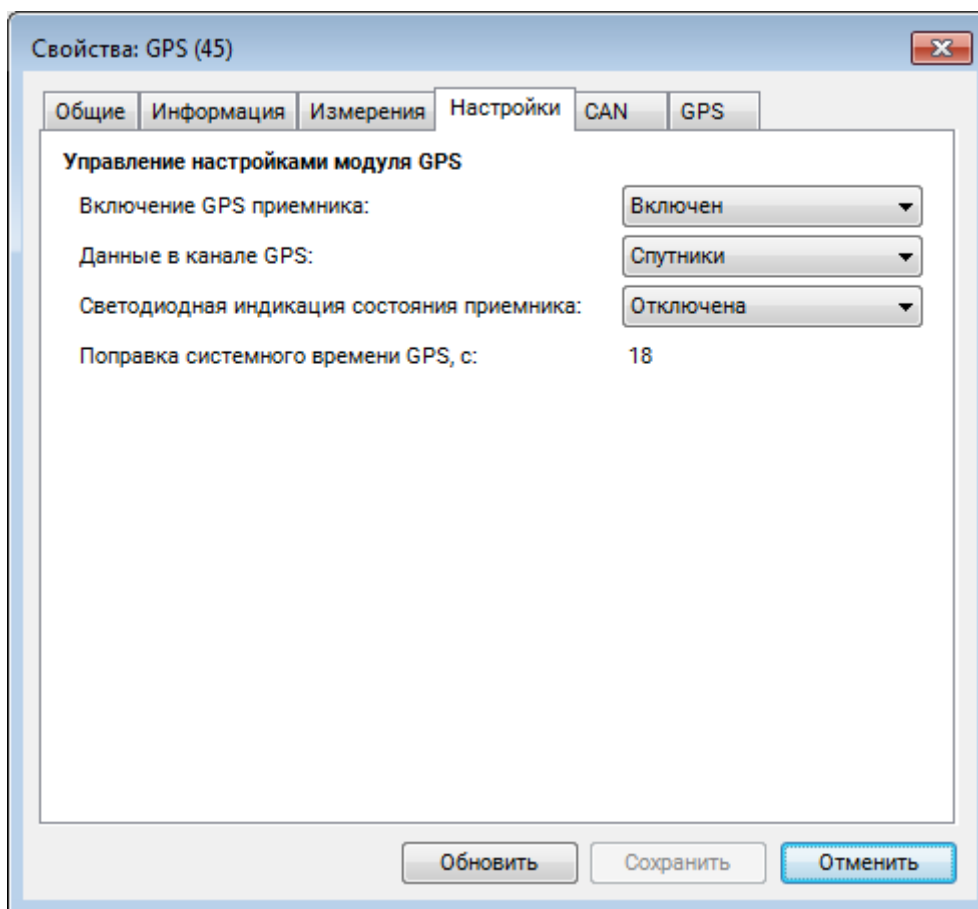 Свойства: GPS (45)
Общие Информация Измерения Настройки CAN GPS
Управление настройками модуля GPS
Включение GPS приемника: Включен
Данные в канале GPS: Спутники
Светодиодная индикация состояния приемника: Отключена
Поправка системного времени GPS, с: 18
Обновить Сохранить Отменить